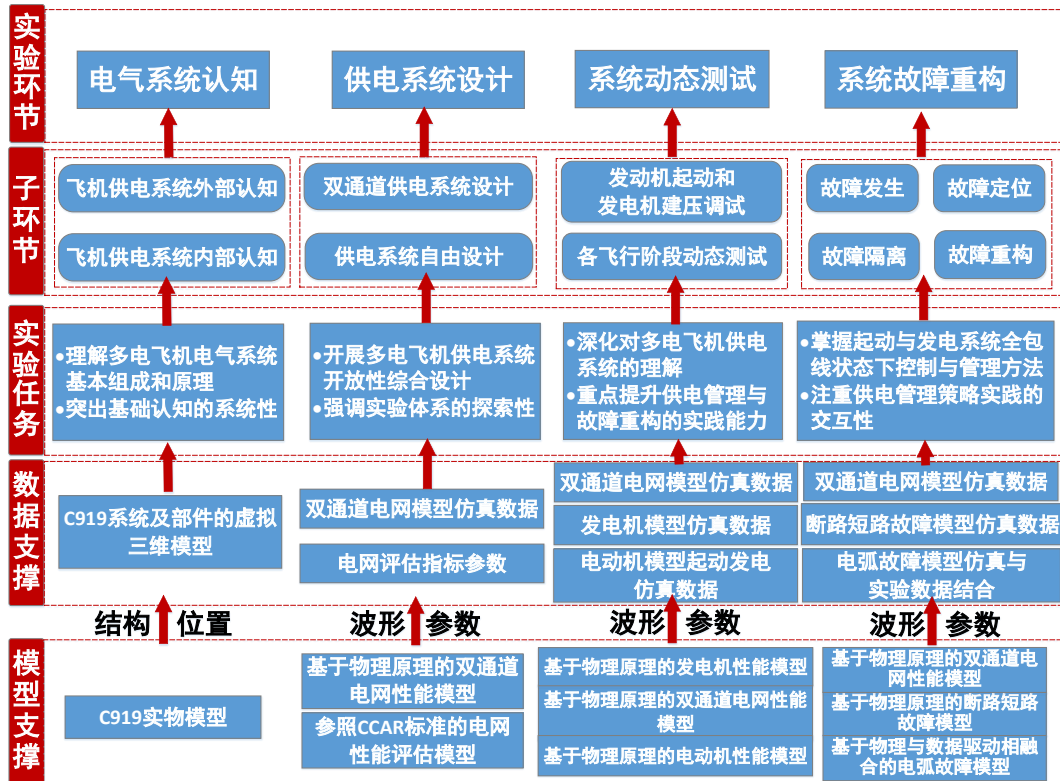 实验环节
电气系统认知
供电系统设计
系统动态测试
系统故障重构
子环节
飞机供电系统外部认知
飞机供电系统内部认知
双通道供电系统设计
供电系统自由设计
发动机起动和
发电机建压调试
各飞行阶段动态测试
故障发生
故障定位
故障隔离
故障重构
实验任务
•理解多电飞机电气系统
基本组成和原理
•突出基础认知的系统性
•开展多电飞机供电系统
开放性综合设计
•强调实验体系的探索性
•深化对多电飞机供电
系统的理解
•重点提升供电管理与
故障重构的实践能力
•掌握起动与发电系统全包
线状态下控制与管理方法
•注重供电管理策略实践的
交互性
数据支撑
C919系统及部件的虚拟
三维模型
双通道电网模型仿真数据
电网评估指标参数
双通道电网模型仿真数据
发电机模型仿真数据
电动机模型起动发电
仿真数据
双通道电网模型仿真数据
断路短路故障模型仿真数据
电弧故障模型仿真与
实验数据结合
结构 位置
波形 参数
波形 参数
波形 参数
模型支撑
C919实物模型
基于物理原理的双通道
电网性能模型
参照CCAR标准的电网
性能评估模型
基于物理原理的发电机性能模型
基于物理原理的双通道电网性能
模型
基于物理原理的电动机性能模型
基于物理原理的双通道电
网性能模型
基于物理原理的断路短路
故障模型
基于物理与数据驱动相融
合的电弧故障模型